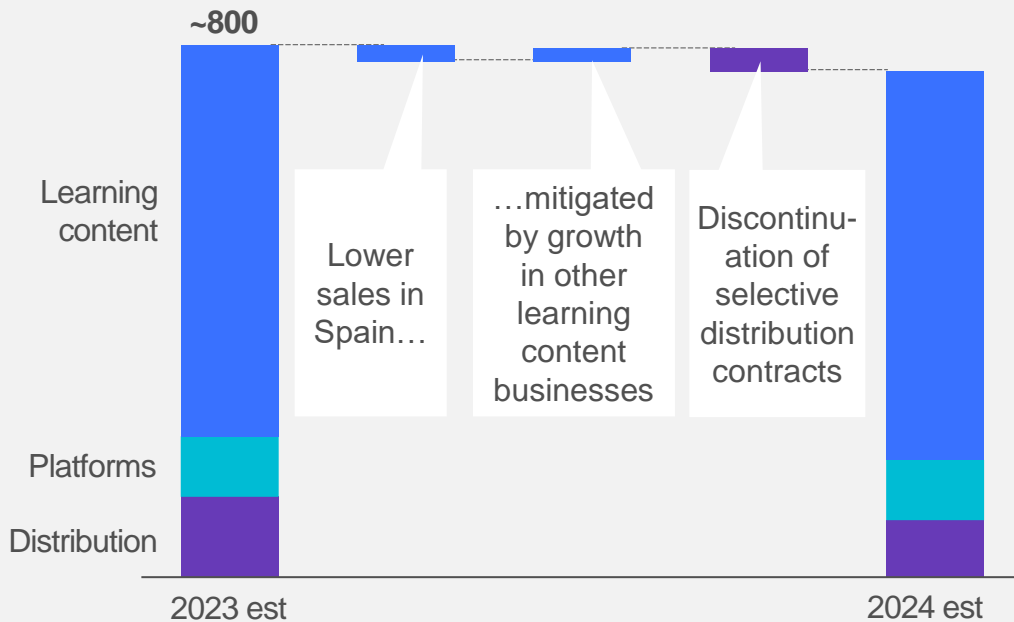 ~800
Learning
content
Platforms
Distribution
Lower
sales in
Spain…
…mitigated
by growth
in other
learning
content
businesses
Discontinu-
ation of
selective
distribution
contracts
2023 est
2024 est